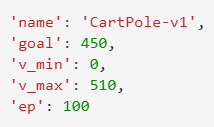 'name': 'CartPole-v1',
'goal': 450,
'v_min': 0,
'v_max': 510,
'ep': 100